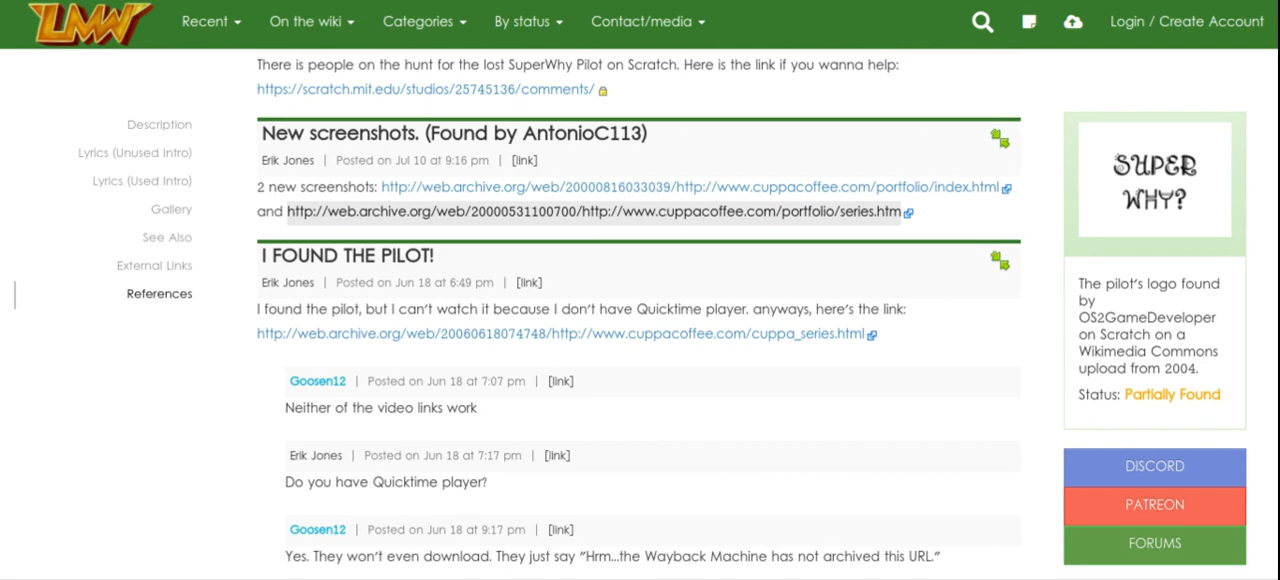 LMW Recent On the wiki Categories By status Contact/media Login / Create Account
There is people on the hunt for the lost SuperWhy Pilot on Scratch. Here is the link if you wanna help:
https://scratch.mit.edu/studios/25745136/comments/
Description
Lyrics (Unused Intro)
Lyrics (Used Intro)
Gallery
See Also
External Links
References
New screenshots. (Found by AntonioC113)
Erik Jones | Posted on Jul 10 at 9:16 pm | [link]
2 new screenshots: http://web.archive.org/web/20000816033039/http://www.cuppacoffee.com/portfolio/index.html
and http://web.archive.org/web/20000531100700/http://www.cuppacoffee.com/portfolio/series.htm
I FOUND THE PILOT!
Erik Jones | Posted on Jun 18 at 6:49 pm | [link]
I found the pilot, but I can't watch it because I don't have Quicktime player. anyways, here's the link:
http://web.archive.org/web/20060618074748/http://www.cuppacoffee.com/cuppa_series.html
Goosen12 | Posted on Jun 18 at 7:07 pm | [link]
Neither of the video links work
Erik Jones | Posted on Jun 18 at 7:17 pm | [link]
Do you have Quicktime player?
Goosen12 | Posted on Jun 18 at 9:17 pm | [link]
Yes. They won't even download. They just say "Hrm...the Wayback Machine has not archived this URL."
SUPER
WHY?
The pilot's logo found
by
OS2GameDeveloper
on Scratch on a
Wikimedia Commons
upload from 2004.
Status: Partially Found
DISCORD
PATREON
FORUMS